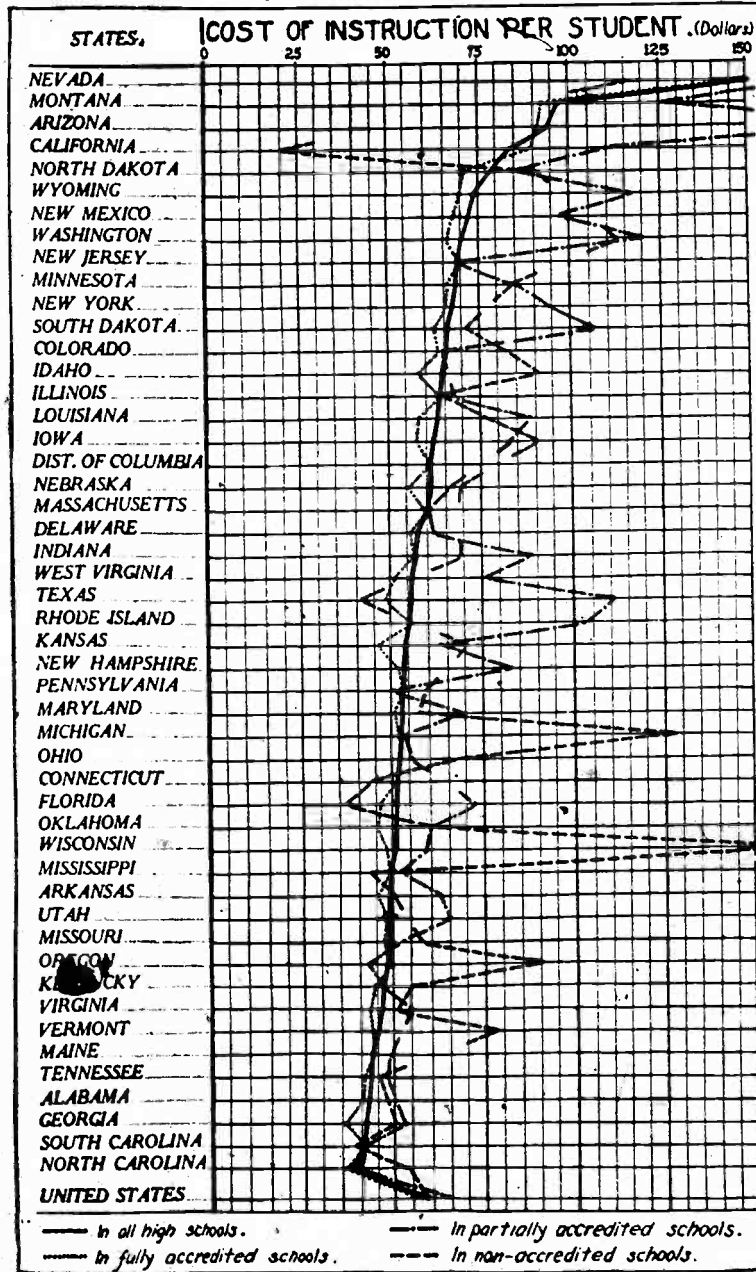 STATES.
COST OF INSTRUCTION PER STUDENT. (Dollars)
0 25 50 75 100 125 150
NEVADA
MONTANA
ARIZONA
CALIFORNIA
NORTH DAKOTA
WYOMING
NEW MEXICO
WASHINGTON
NEW JERSEY
MINNESOTA
NEW YORK
SOUTH DAKOTA
COLORADO
IDAHO
ILLINOIS
LOUISIANA
IOWA
DIST. OF COLUMBIA
NEBRASKA
MASSACHUSETTS
DELAWARE
INDIANA
WEST VIRGINIA
TEXAS
RHODE ISLAND
KANSAS
NEW HAMPSHIRE
PENNSYLVANIA
MARYLAND
MICHIGAN
OHIO
CONNECTICUT
FLORIDA
OKLAHOMA
WISCONSIN
MISSISSIPPI
ARKANSAS
UTAH
MISSOURI
OREGON
VIRGINIA
VERMONT
MAINE
TENNESSEE
ALABAMA
GEORGIA
SOUTH CAROLINA
NORTH CAROLINA
UNITED STATES
In all high schools.
In partially accredited schools.
In fully accredited schools.
In non-accredited schools.